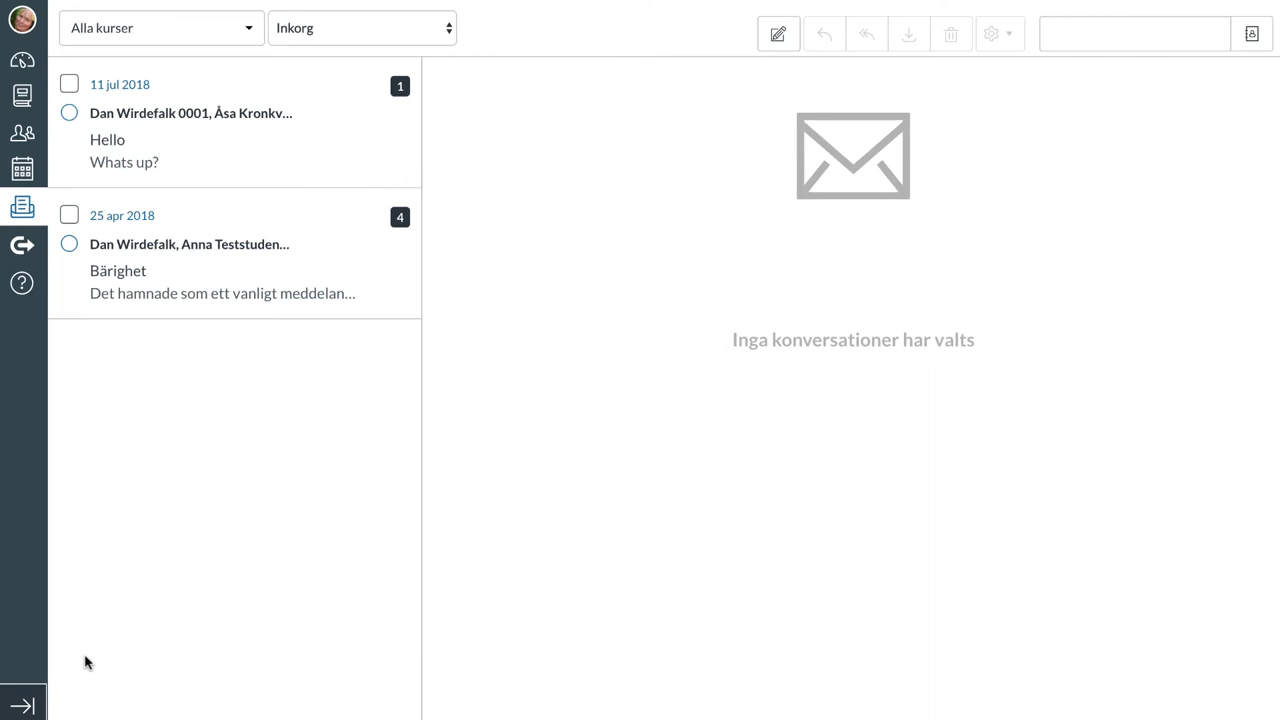 Alla kurser
Inkorg
11 jul 2018
1
Dan Wirdefalk 0001, Åsa Kronkv...
Hello
Whats up?
25 apr 2018
4
Dan Wirdefalk, Anna Teststuden...
Bärighet
Det hamnade som ett vanligt meddelan...
Inga konversationer har valts